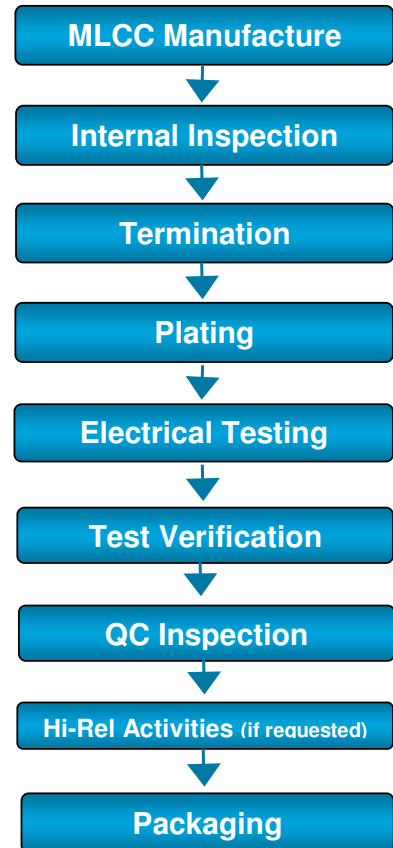 MLCC Manufacture
Internal Inspection
Termination
Plating
Electrical Testing
Test Verification
QC Inspection
Hi-Rel Activities (if requested)
Packaging